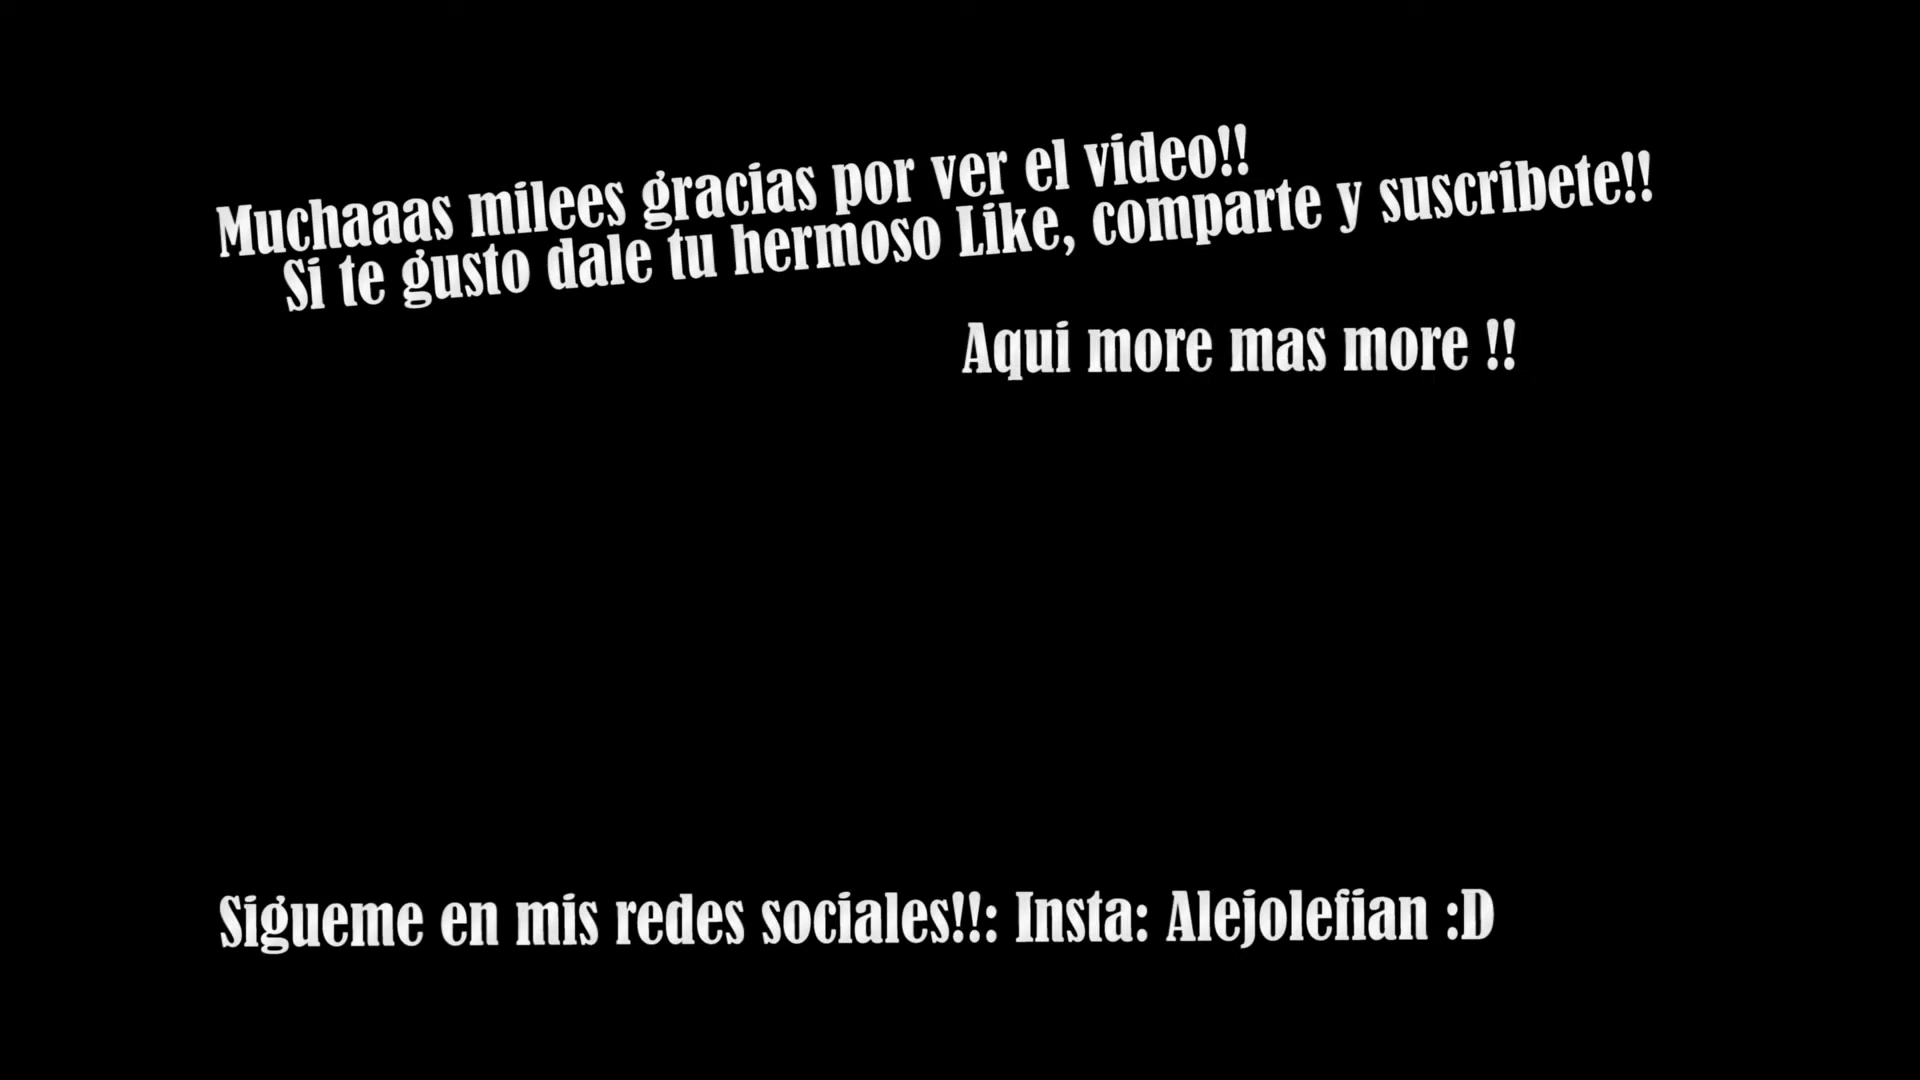 Muchaaas milees gracias por ver el video!!
Si te gusto dale tu hermoso Like, comparte y suscribete!!
Aqui more mas more !!
Sigueme en mis redes sociales!!: Insta: Alejolefian :D